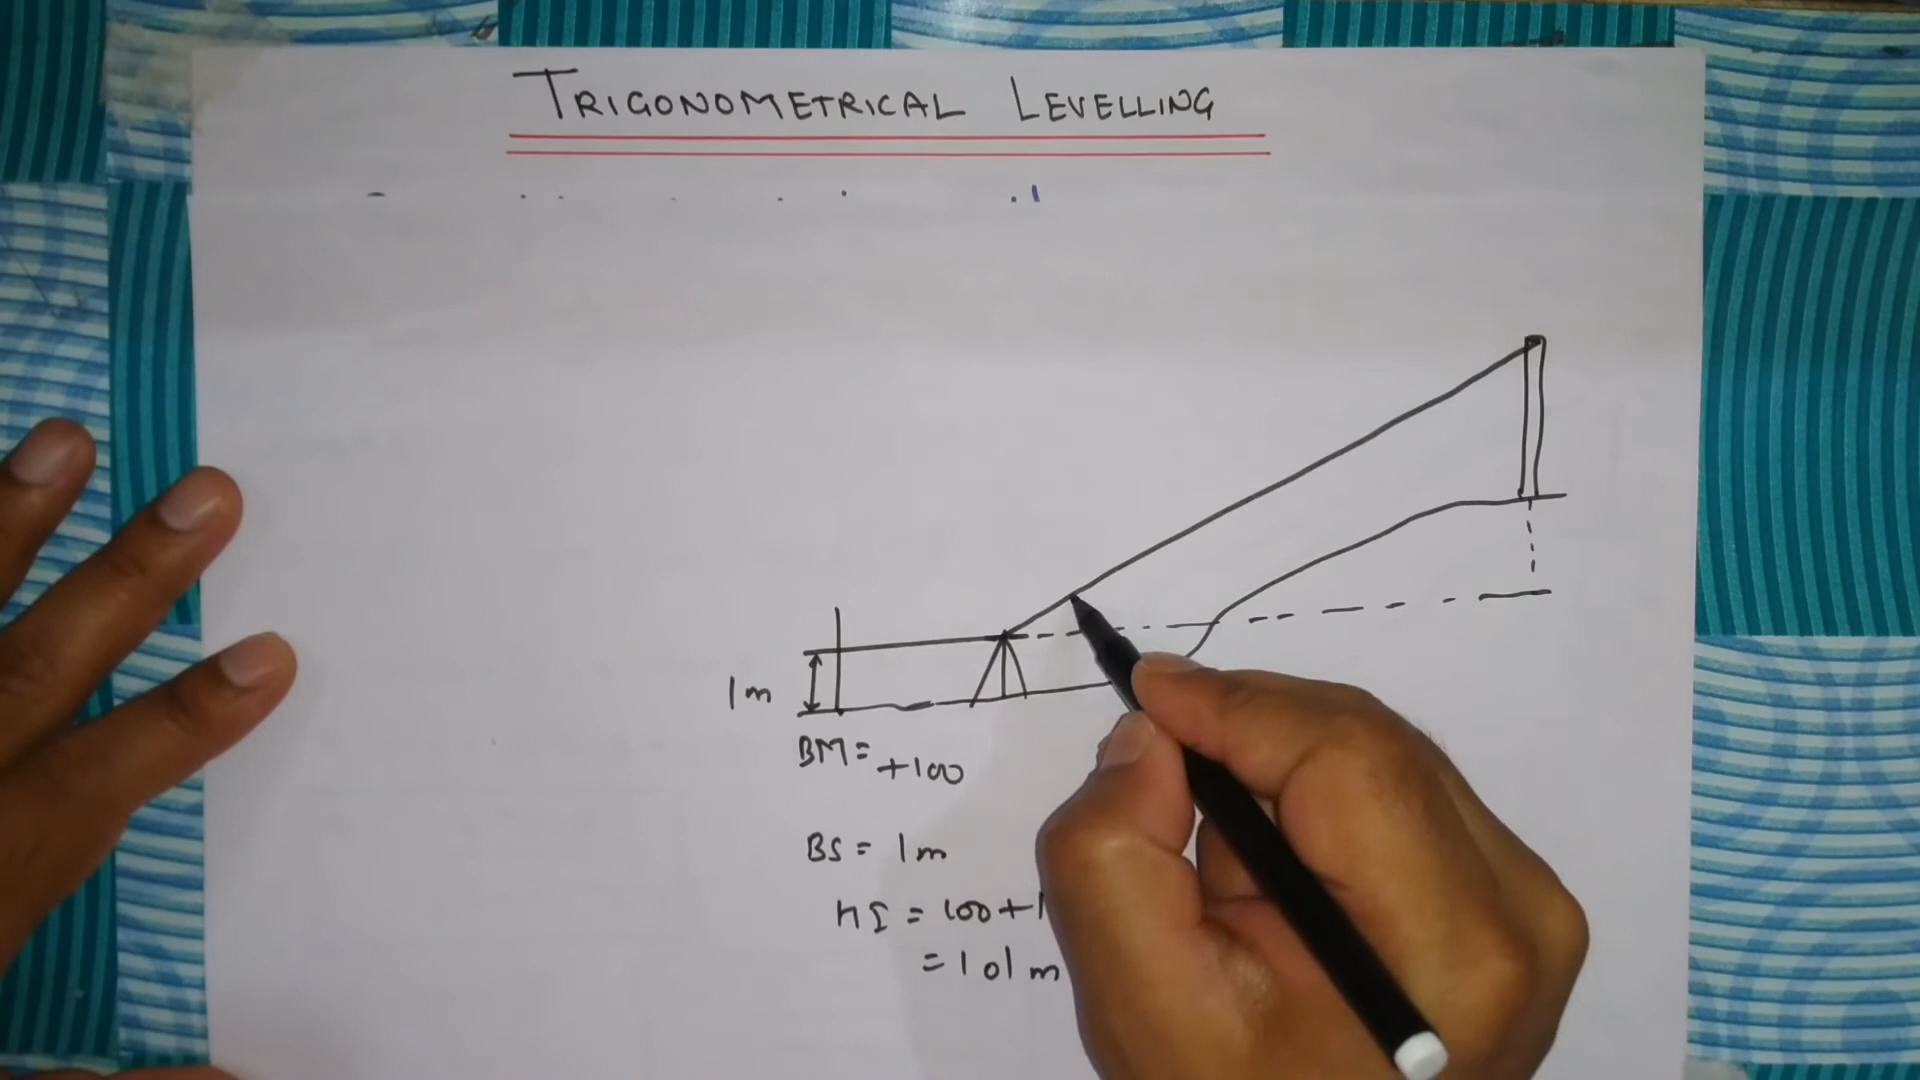 TRIGONOMETRICAL LEVELLING
1m
BM = +100
BS = 1m
HI = 100+1
= 101m